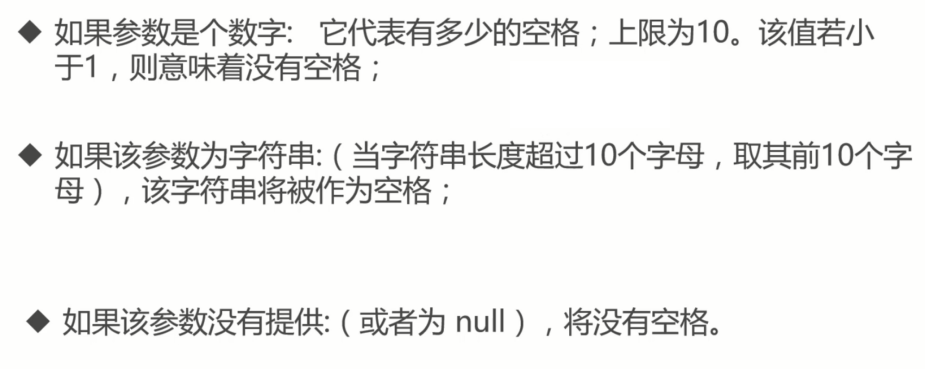 ◆ 如果参数是个数字： 它代表有多少的空格；上限为10。该值若小
于1，则意味着没有空格；
◆ 如果该参数为字符串:（当字符串长度超过10个字母，取其前10个字
母），该字符串将被作为空格；
◆ 如果该参数没有提供:（或者为 null），将没有空格。